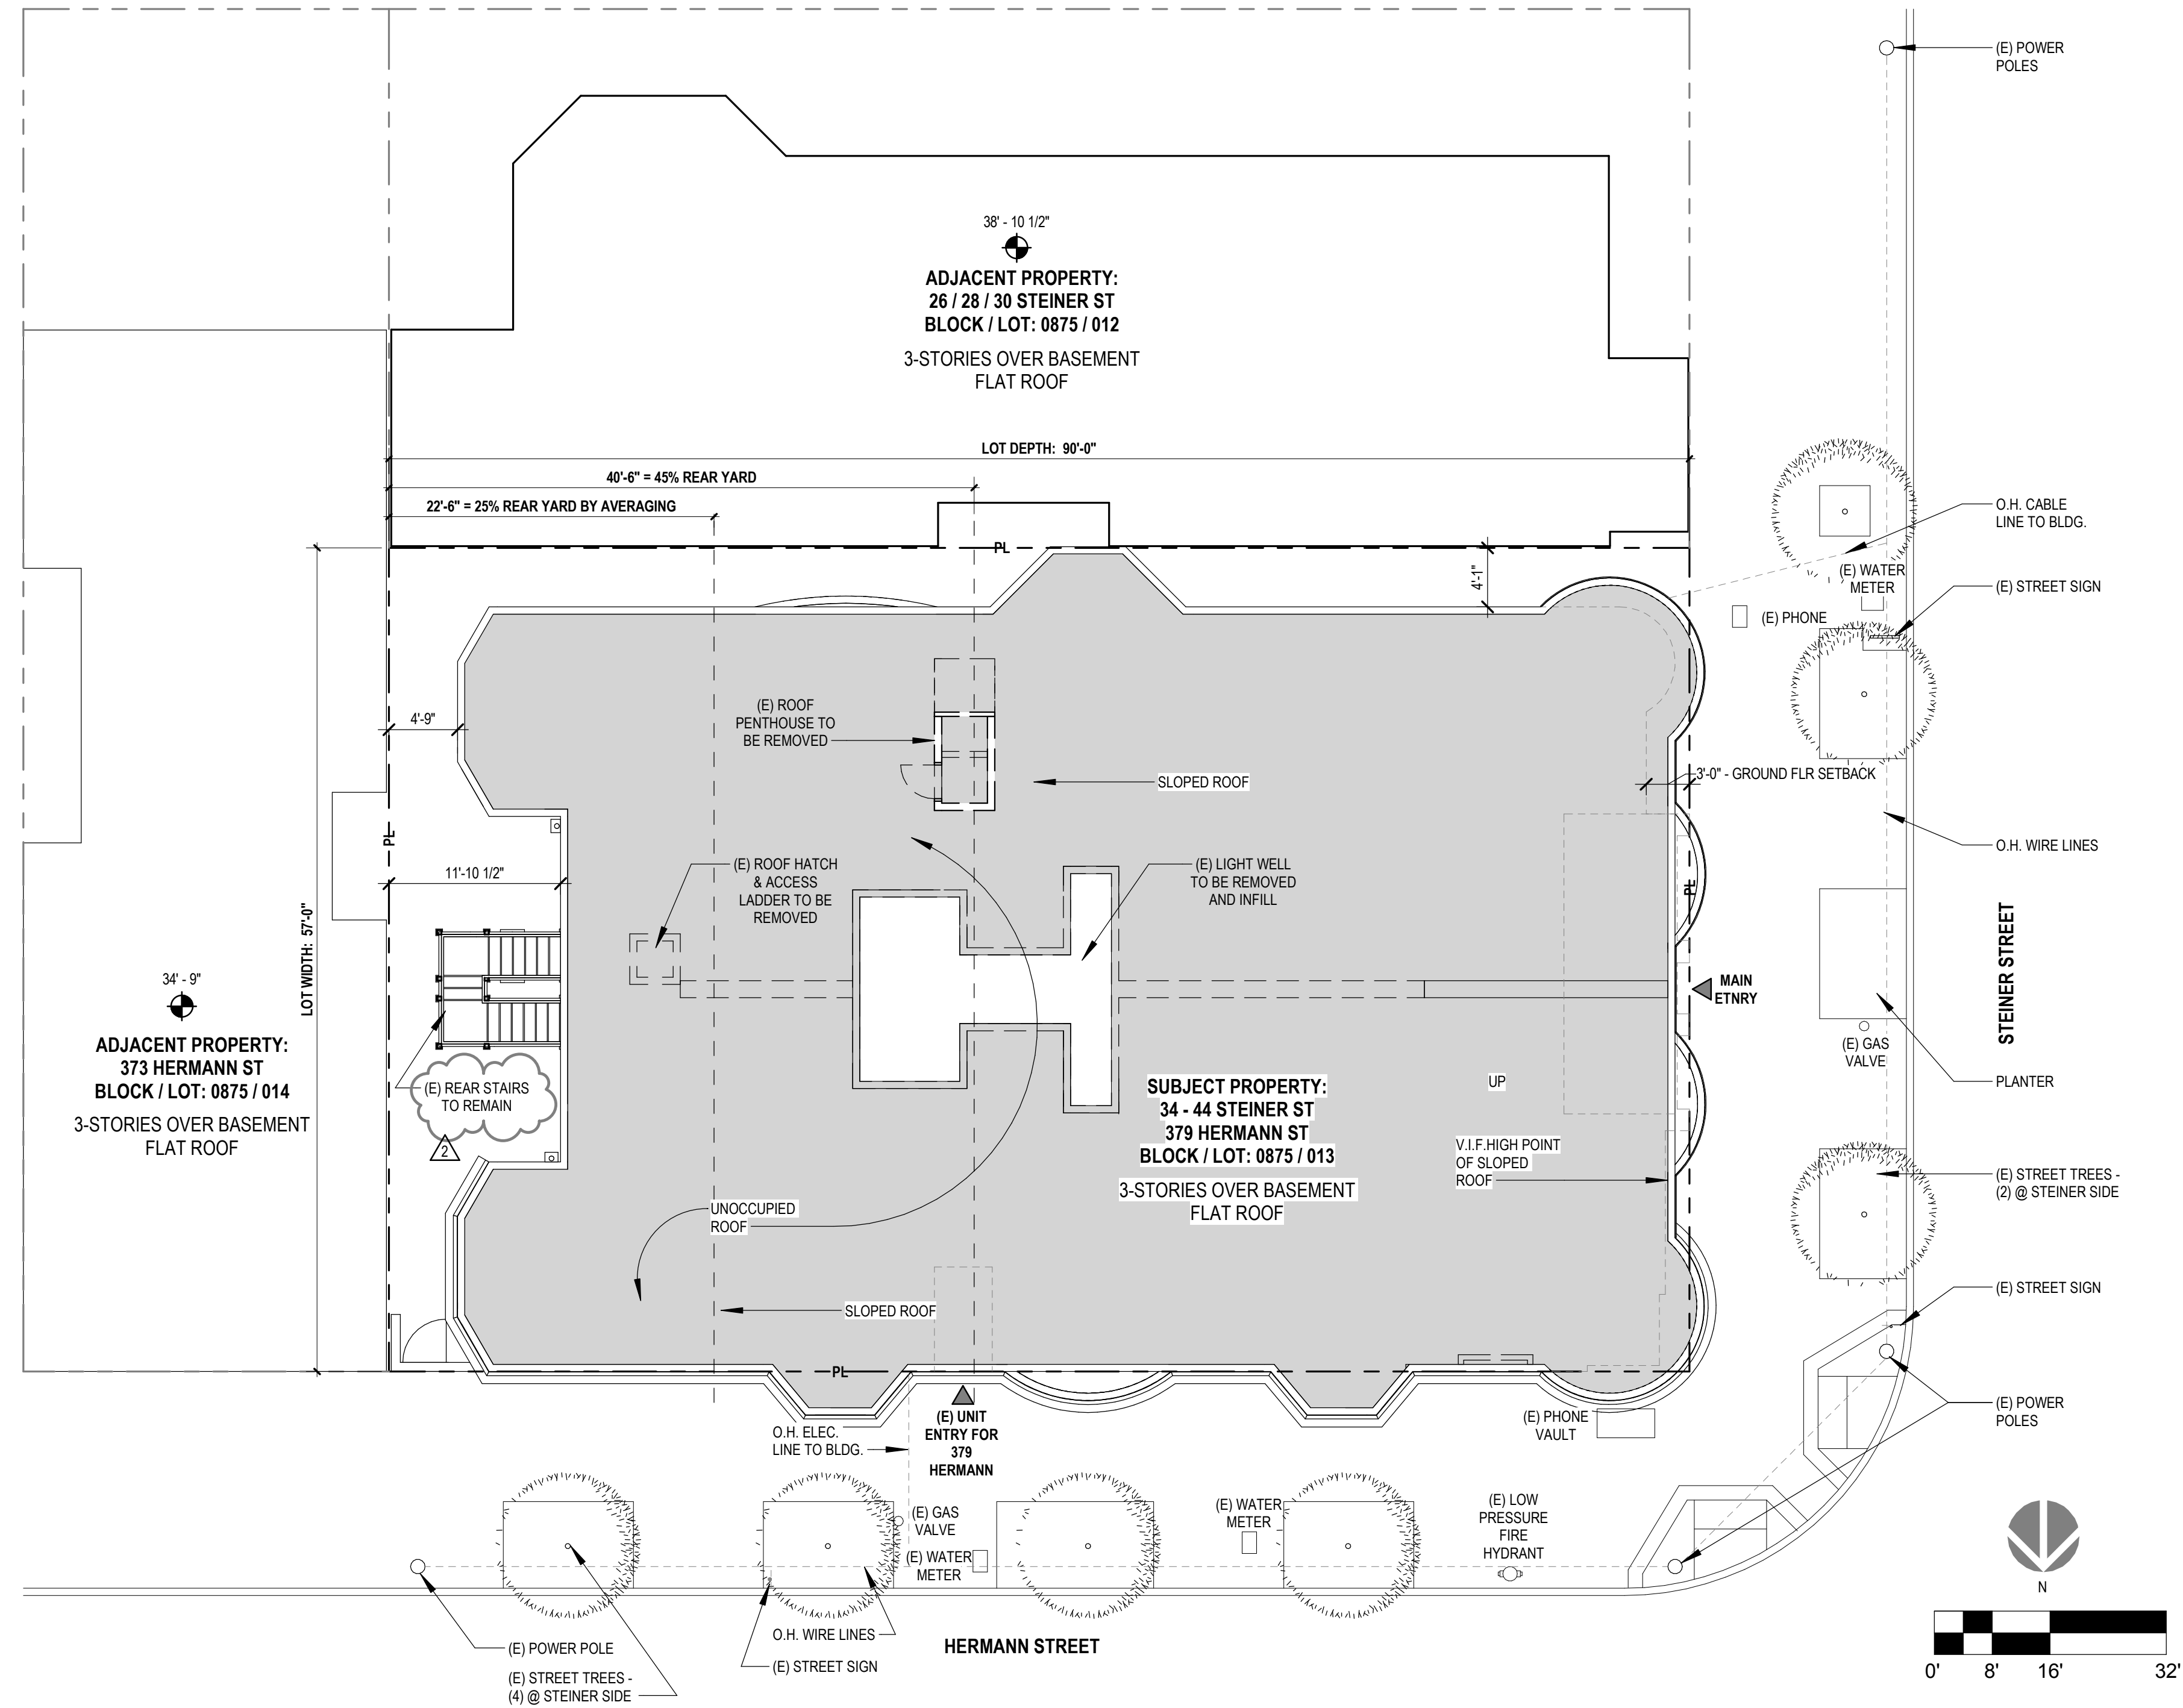 (E) POWER
POLES
38' - 10 1/2"
ADJACENT PROPERTY:
26 / 28 / 30 STEINER ST
BLOCK / LOT: 0875 / 012
3-STORIES OVER BASEMENT
FLAT ROOF
LOT DEPTH: 90'-0"
40'-6" = 45% REAR YARD
22'-6" = 25% REAR YARD BY AVERAGING
O.H. CABLE
LINE TO BLDG.
PL
4'-1"
(E) WATER
METER
(E) STREET SIGN
(E) PHONE
4'-9"
(E) ROOF
PENTHOUSE TO
BE REMOVED
SLOPED ROOF
3'-0" - GROUND FLR SETBACK
PL
O.H. WIRE LINES
11'-10 1/2"
(E) ROOF HATCH
& ACCESS
LADDER TO BE
REMOVED
(E) LIGHT WELL
TO BE REMOVED
AND INFILL
PL
LOT WIDTH: 57'-0"
STEINER STREET
MAIN
ETNRY
34' - 9"
ADJACENT PROPERTY:
373 HERMANN ST
BLOCK / LOT: 0875 / 014
3-STORIES OVER BASEMENT
FLAT ROOF
(E) GAS
VALVE
PLANTER
(E) REAR STAIRS
TO REMAIN
2
SUBJECT PROPERTY:
34 - 44 STEINER ST
379 HERMANN ST
BLOCK / LOT: 0875 / 013
3-STORIES OVER BASEMENT
FLAT ROOF
UP
V.I.F.HIGH POINT
OF SLOPED
ROOF
(E) STREET TREES -
(2) @ STEINER SIDE
UNOCCUPIED
ROOF
SLOPED ROOF
(E) STREET SIGN
PL
(E) POWER
POLES
O.H. ELEC.
LINE TO BLDG.
(E) UNIT
ENTRY FOR
379
HERMANN
(E) PHONE
VAULT
(E) GAS
VALVE
(E) WATER
METER
(E) WATER
METER
(E) LOW
PRESSURE
FIRE
HYDRANT
N
O.H. WIRE LINES
(E) POWER POLE
(E) STREET SIGN
HERMANN STREET
(E) STREET TREES -
(4) @ STEINER SIDE
0' 8' 16' 32'